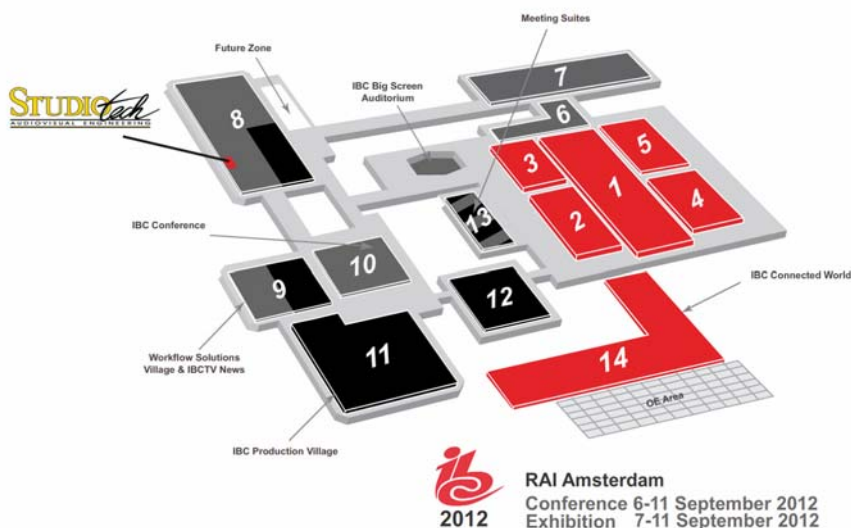 Meeting Suites
Future Zone
IBC Big Screen
Auditorium
STUDIOtech
AUDIOVISUAL ENGINEERING
7
8
6
3
5
1
4
2
13
IBC Conference
10
9
12
IBC Connected World
11
14
Workflow Solutions
Village & IBCTV News
OE Area
IBC Production Village
ibc
2012
RAI Amsterdam
Conference 6-11 September 2012
Exhibition 7-11 September 2012